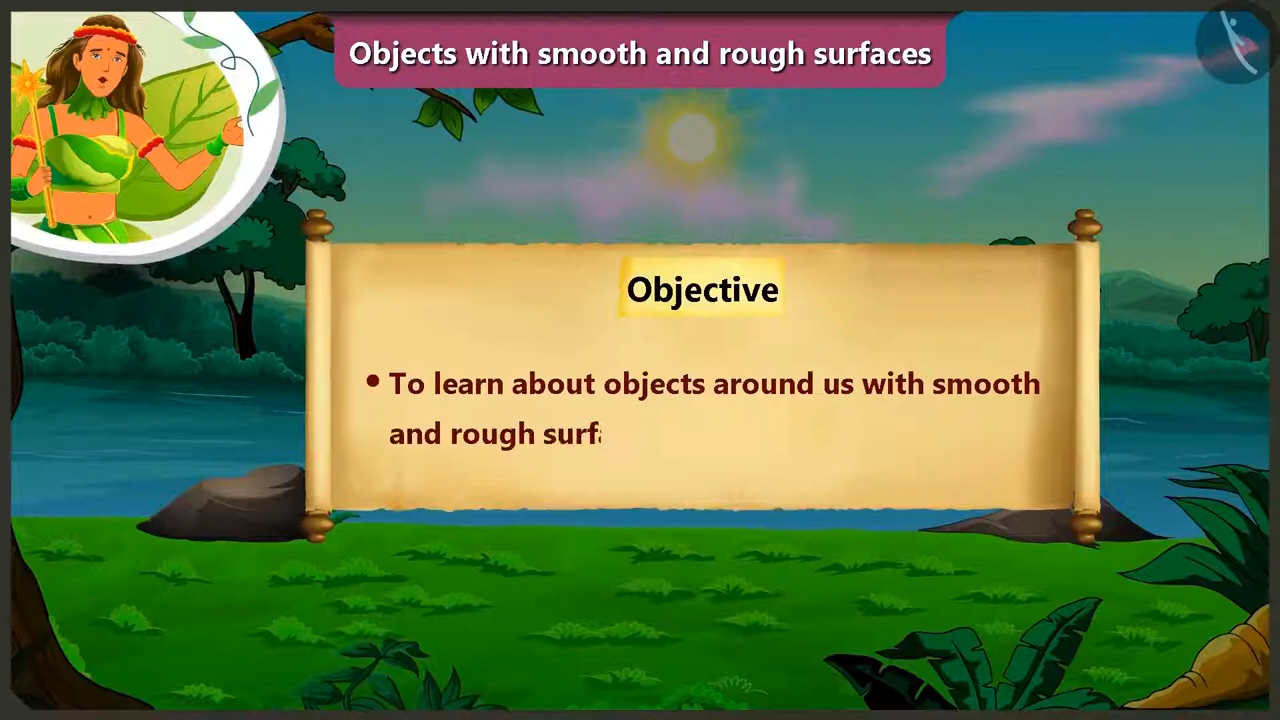 Objects with smooth and rough surfaces
Objective
• To learn about objects around us with smooth
and rough surf